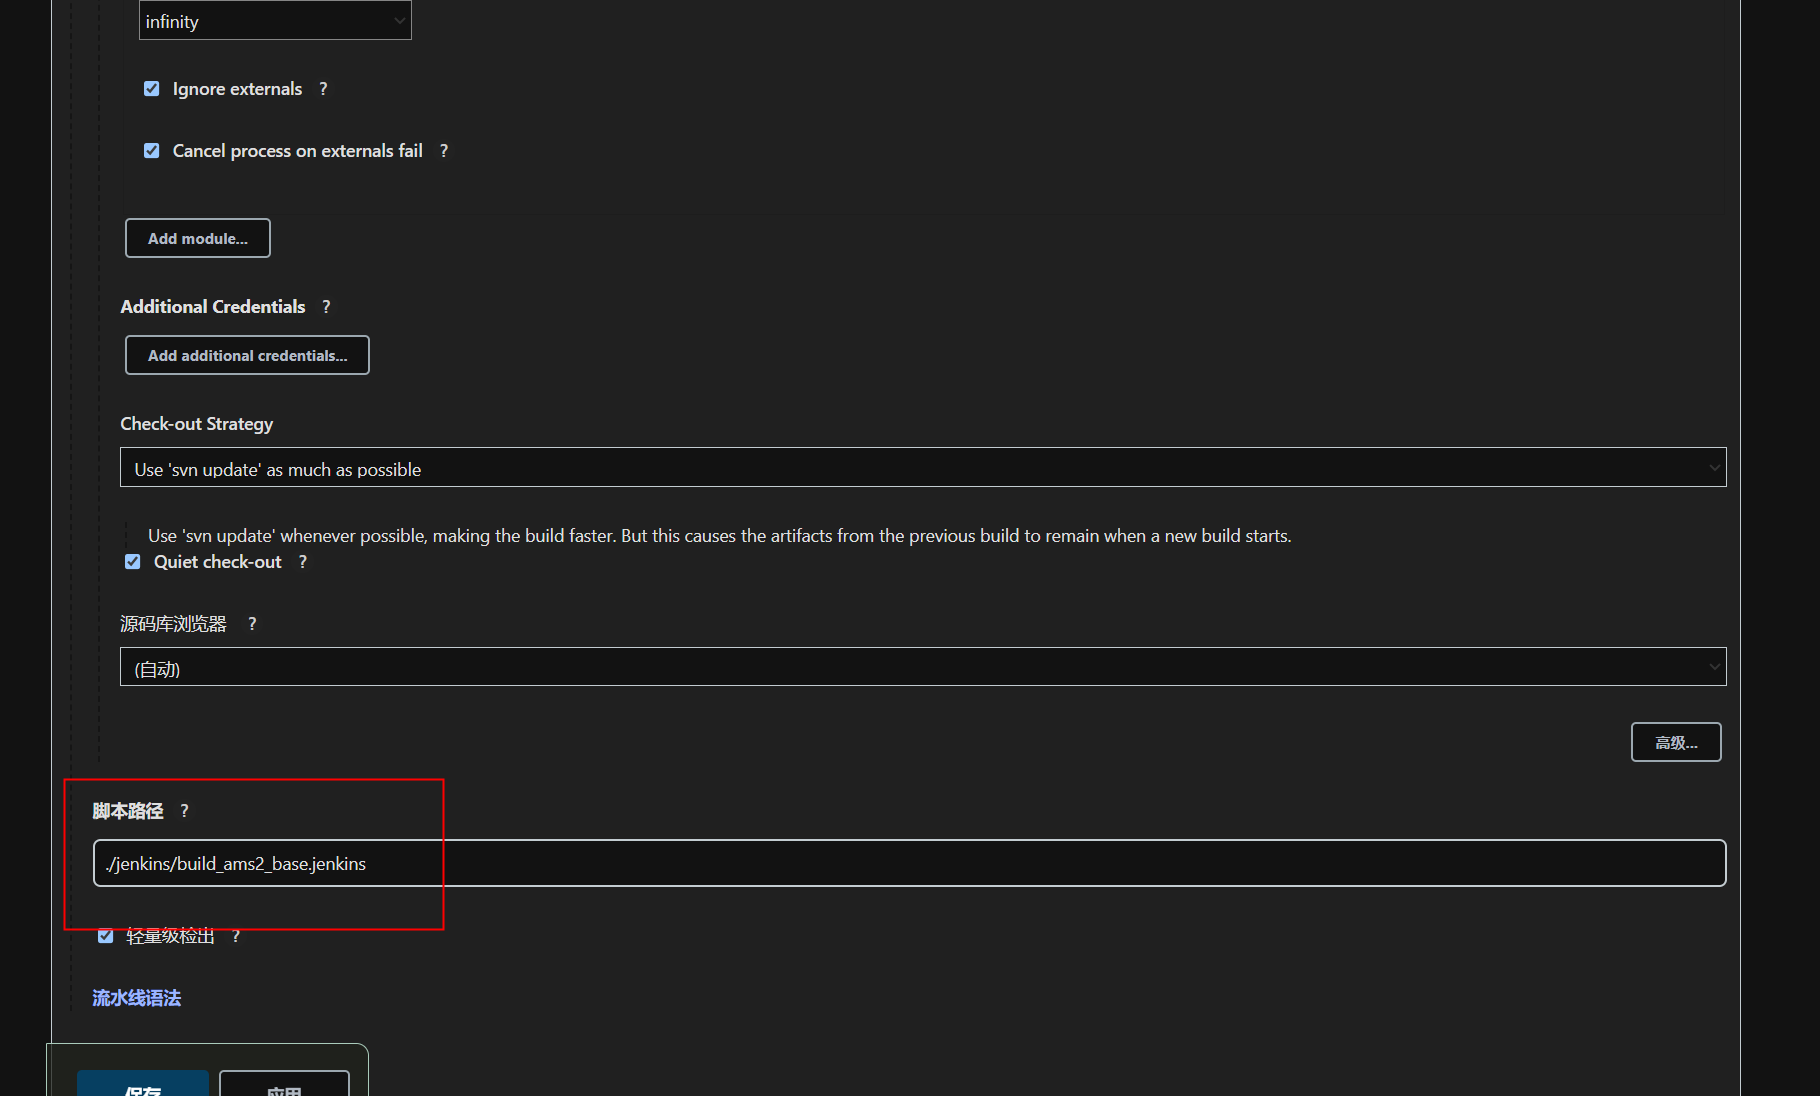 infinity
Ignore externals ?
Cancel process on externals fail ?
Add module...
Additional Credentials ?
Add additional credentials...
Check-out Strategy
Use 'svn update' as much as possible
Use 'svn update' whenever possible, making the build faster. But this causes the artifacts from the previous build to remain when a new build starts.
Quiet check-out ?
源码库浏览器 ?
(自动)
高级...
脚本路径 ?
./jenkins/build_ams2_base.jenkins
轻量级检出 ?
流水线语法
保存 应用